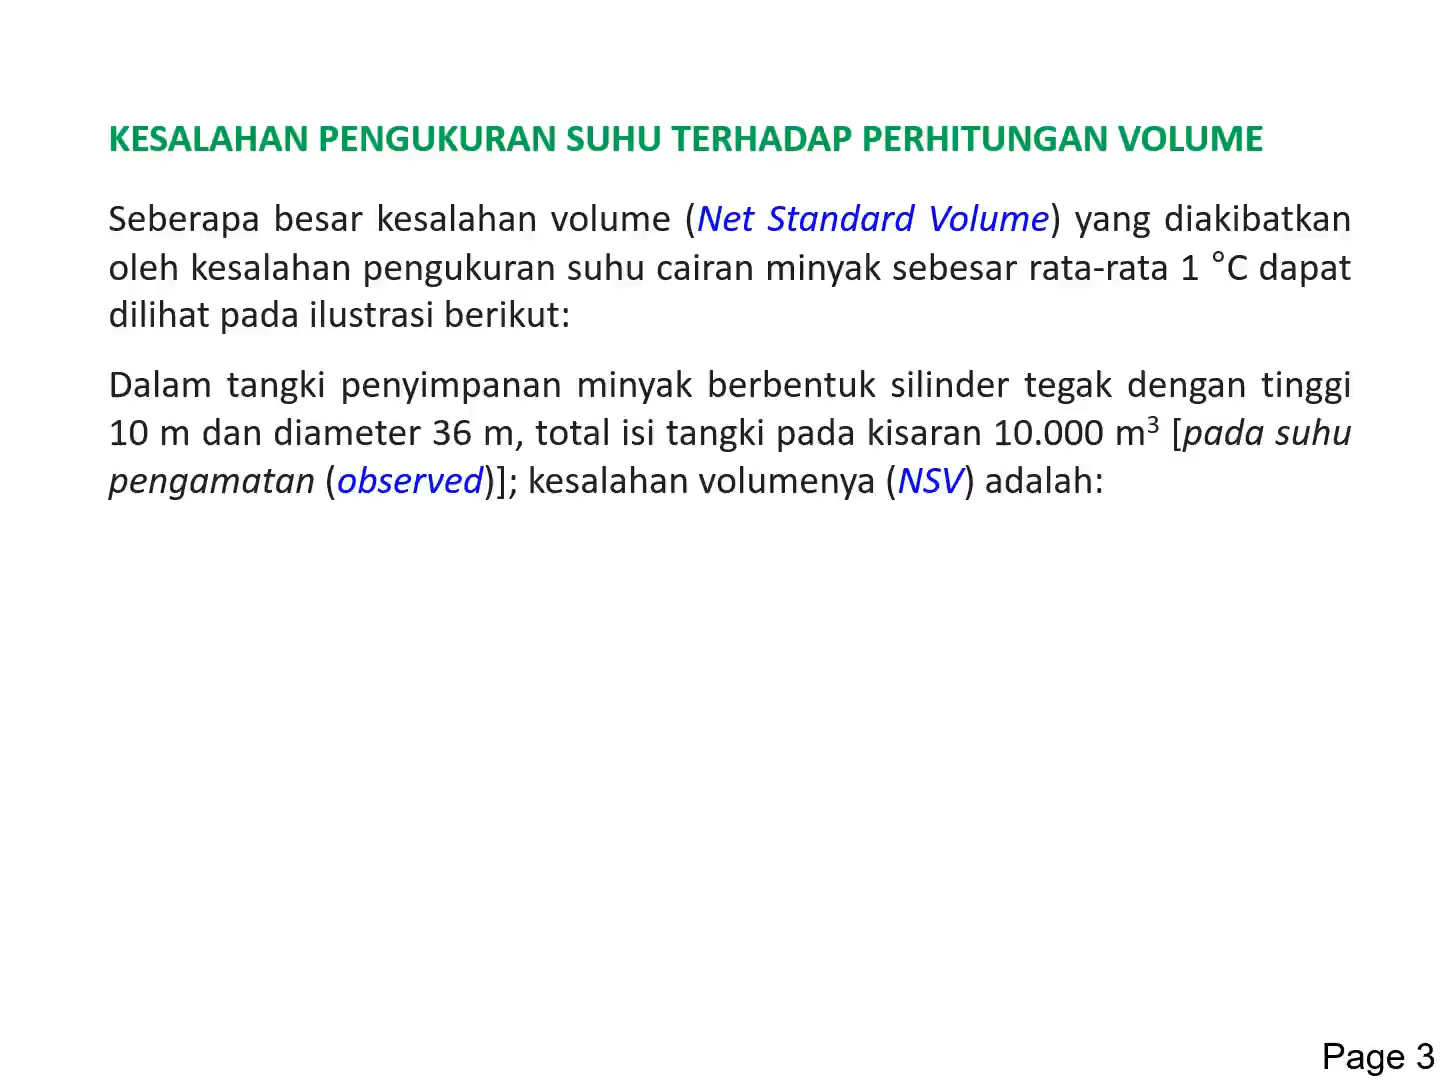 KESALAHAN PENGUKURAN SUHU TERHADAP PERHITUNGAN VOLUME
Seberapa besar kesalahan volume (Net Standard Volume) yang diakibatkan
oleh kesalahan pengukuran suhu cairan minyak sebesar rata-rata 1 °C dapat
dilihat pada ilustrasi berikut:
Dalam tangki penyimpanan minyak berbentuk silinder tegak dengan tinggi
10 m dan diameter 36 m, total isi tangki pada kisaran 10.000 m³ [pada suhu
pengamatan (observed)]; kesalahan volumenya (NSV) adalah:
Page 3